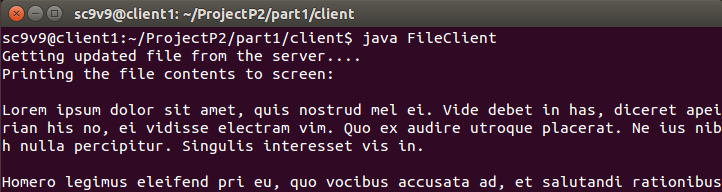 sc9v9@client1: ~/ProjectP2/part1/client
sc9v9@client1:~/ProjectP2/part1/client$ java FileClient
Getting updated file from the server....
Printing the file contents to screen:
Lorem ipsum dolor sit amet, quis nostrud mel ei. Vide debet in has, diceret apei
rian his no, ei vidisse electram vim. Quo ex audire utroque placerat. Ne ius nib
h nulla percipitur. Singulis interesset vis in.
Homero legimus eleifend pri eu, quo vocibus accusata ad, et salutandi rationibus